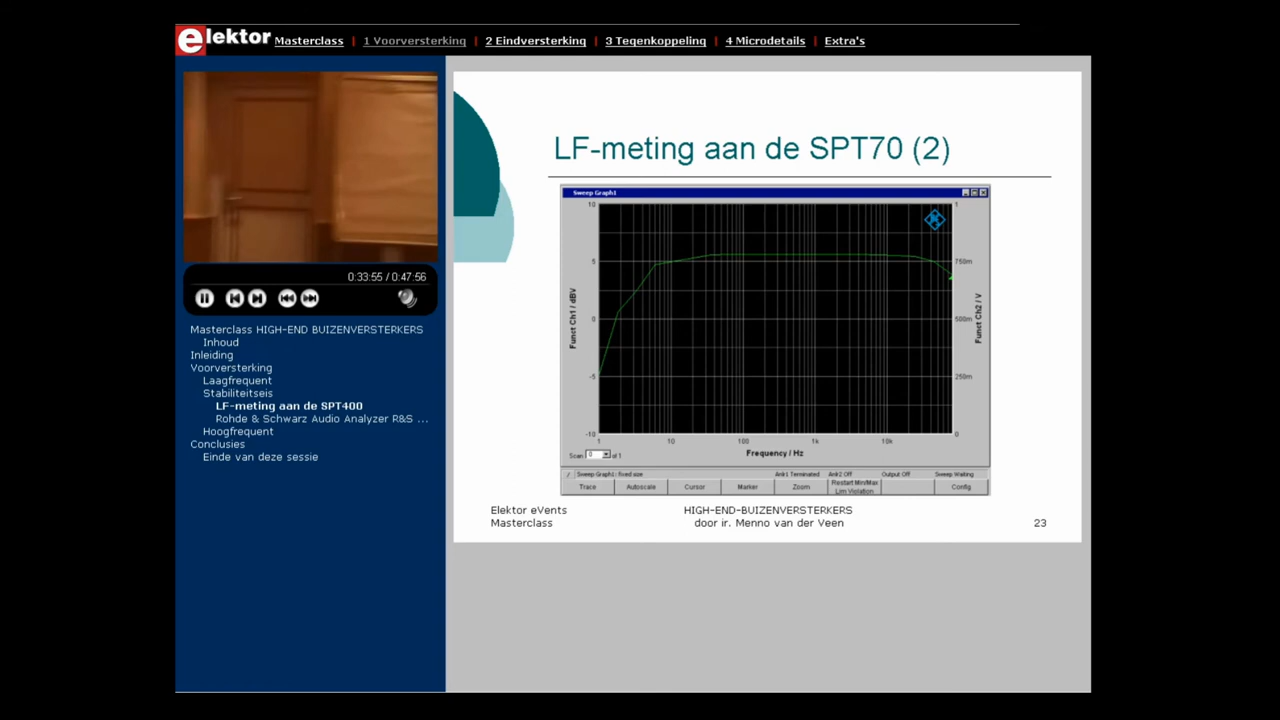 elektor Masterclass | 1 Voorversterking | 2 Eindversterking | 3 Tegenkoppeling | 4 Microdetails | Extra's
0:33:55 / 0:47:56
Masterclass HIGH-END BUIZENVERSTERKERS
Inhoud
Inleiding
Voorversterking
Laagfrequent
Stabiliteitseis
LF-meting aan de SPT400
Rohde & Schwarz Audio Analyzer R&S ...
Hoogfrequent
Conclusies
Einde van deze sessie
LF-meting aan de SPT70 (2)
Sweep Graph1
10
5
0
-5
-10
Funct Ch1 / dBV
1
750m
500m
250m
0
Funct Ch2 / V
1 10 100 1k 10k
Frequency / Hz
Scan 0 of 1
Sweep Graph1: fixed size Anlr1 Terminated Anlr2 Off Output Off Sweep Waiting
Trace Autoscale Cursor Marker Zoom Restart Min/Max Config
Lim Violation
Elektor eVents
Masterclass
HIGH-END-BUIZENVERSTERKERS
door ir. Menno van der Veen
23